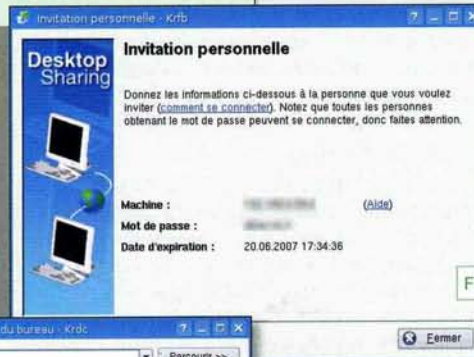 Invitation personnelle - Krfb
Desktop
Sharing
Invitation personnelle
Donnez les informations ci-dessous à la personne que vous voulez
inviter (comment se connecter). Notez que toutes les personnes
obtenant le mot de passe peuvent se connecter, donc faites attention.
Machine : (Aide)
Mot de passe :
Date d'expiration : 20.06.2007 17:34:36
F
du bureau - Krdc
Parcourir >>
Fermer